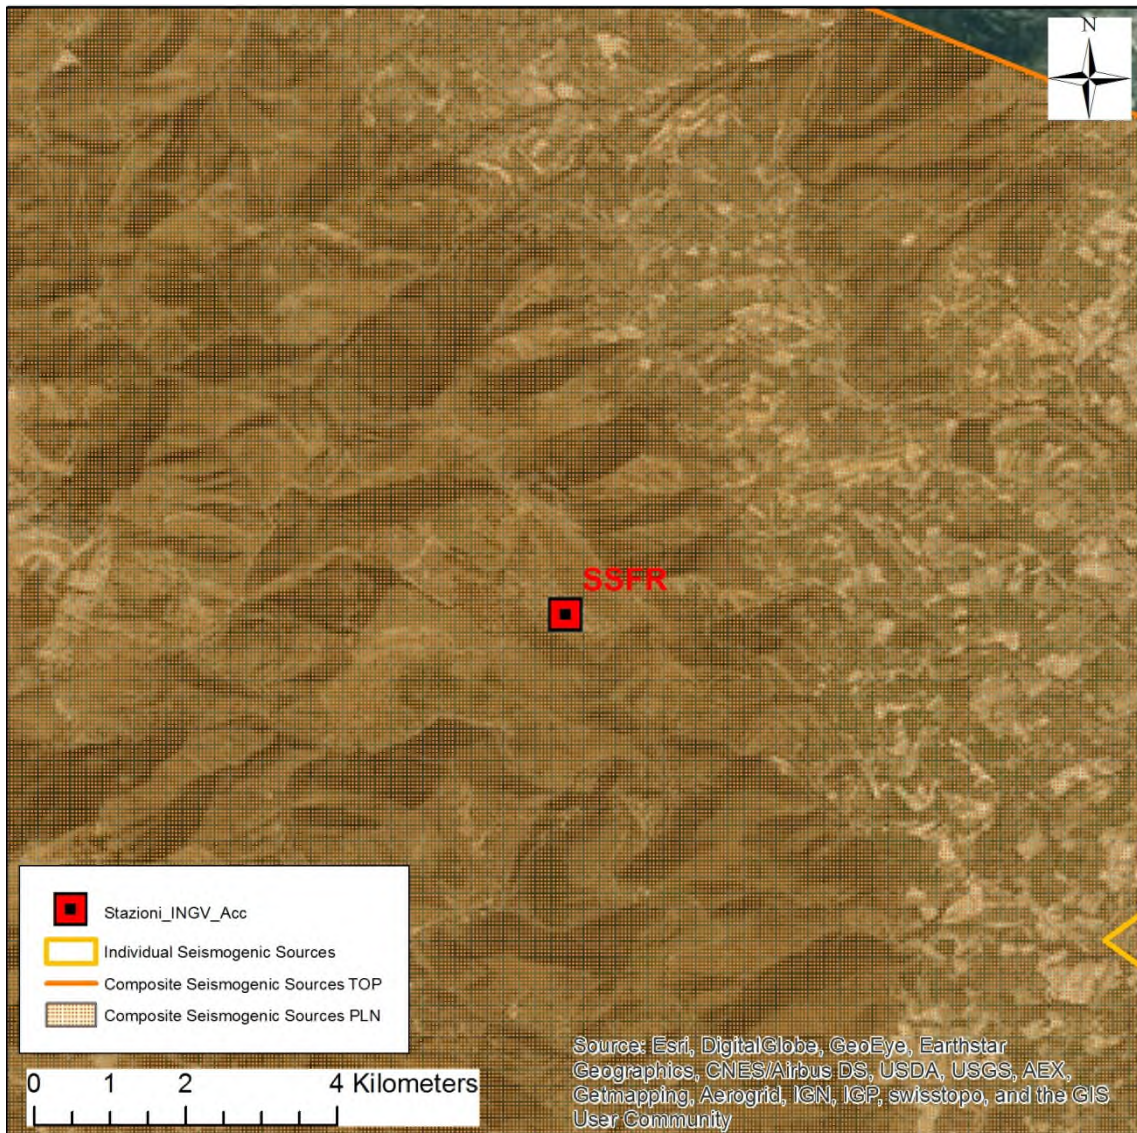 N
SSFR
Stazioni_INGV_Acc
Individual Seismogenic Sources
Composite Seismogenic Sources TOP
Composite Seismogenic Sources PLN
0 1 2 4 Kilometers
Source: Esri, DigitalGlobe, GeoEye, Earthstar
Geographics, CNES/Airbus DS, USDA, USGS, AEX,
Getmapping, Aerogrid, IGN, IGP, swisstopo, and the GIS
User Community